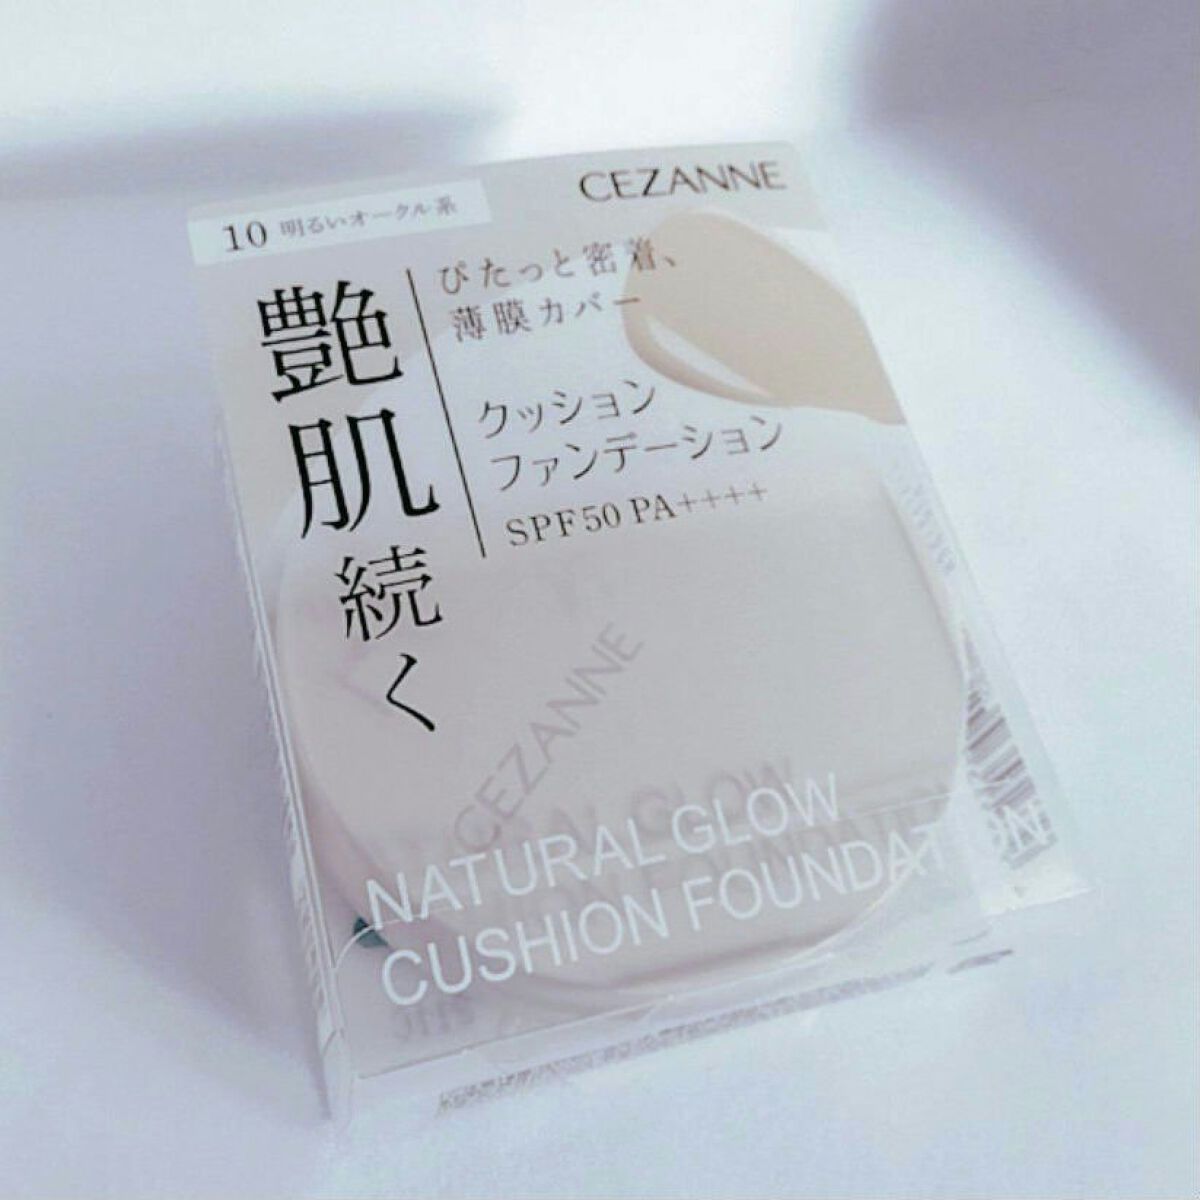 CEZANNE
10 明るいオークル系
艶肌続く
ぴたっと密着、
薄膜カバー
クッション
ファンデーション
SPF50 PA++++
CEZANNE
NATURAL GLOW
CUSHION FOUNDATION